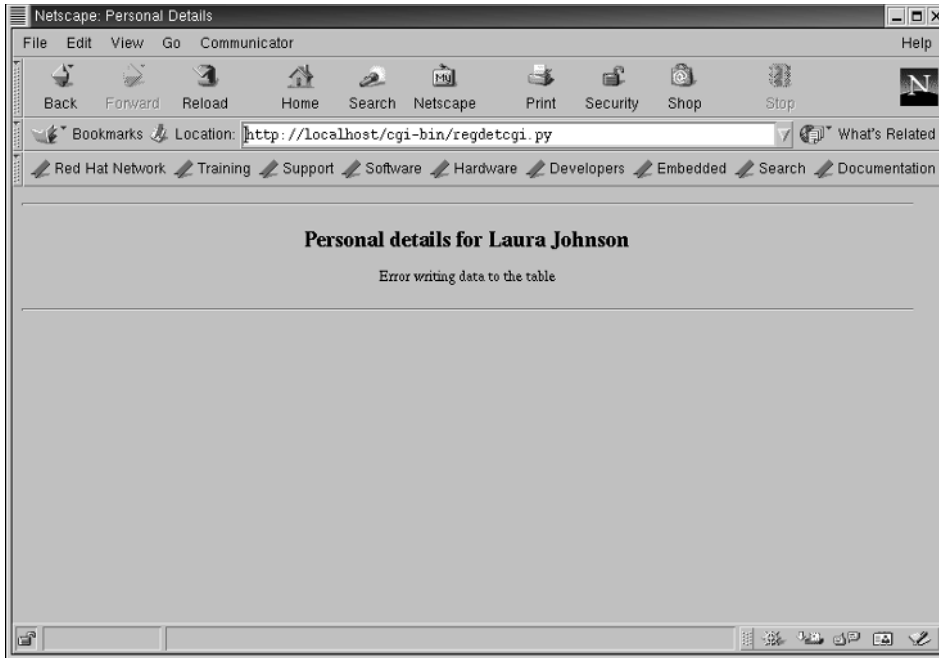 Netscape: Personal Details
File Edit View Go Communicator Help
Back Forward Reload Home Search Netscape Print Security Shop Stop
My
N
Bookmarks Location: http://localhost/cgi-bin/regdetcgi.py What's Related
Red Hat Network Training Support Software Hardware Developers Embedded Search Documentation
Personal details for Laura Johnson
Error writing data to the table